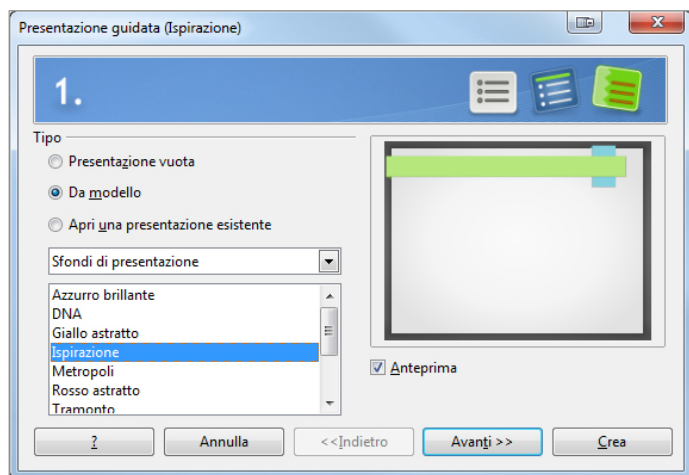 Presentazione guidata (Ispirazione)
1.
Tipo
Presentazione vuota
Da modello
Apri una presentazione esistente
Sfondi di presentazione
Azzurro brillante
DNA
Giallo astratto
Ispirazione
Metropoli
Rosso astratto
Tramonto
Anteprima
? Annulla <<Indietro Avanti >> Crea